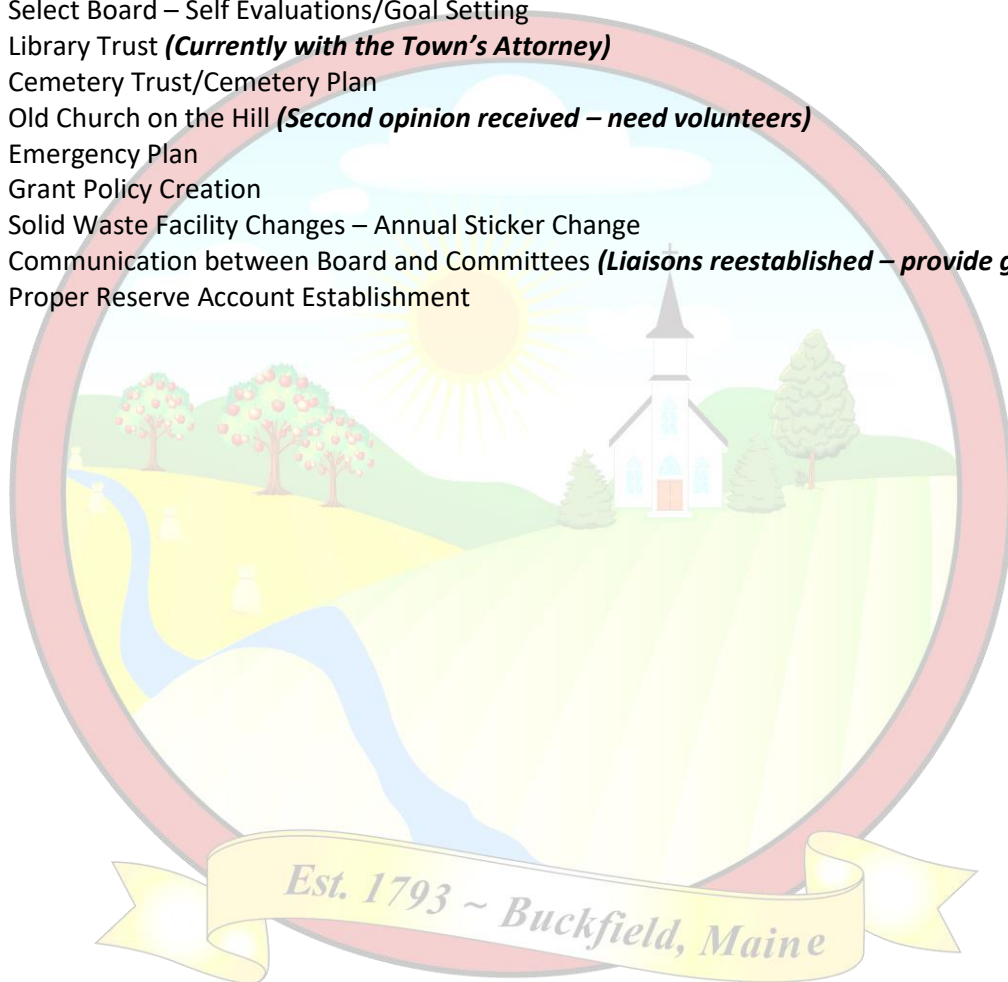 Select Board – Self Evaluations/Goal Setting
Library Trust (Currently with the Town’s Attorney)
Cemetery Trust/Cemetery Plan
Old Church on the Hill (Second opinion received – need volunteers)
Emergency Plan
Grant Policy Creation
Solid Waste Facility Changes – Annual Sticker Change
Communication between Board and Committees (Liaisons reestablished – provide
Proper Reserve Account Establishment
Est. 1793 ~ Buckfield, Maine